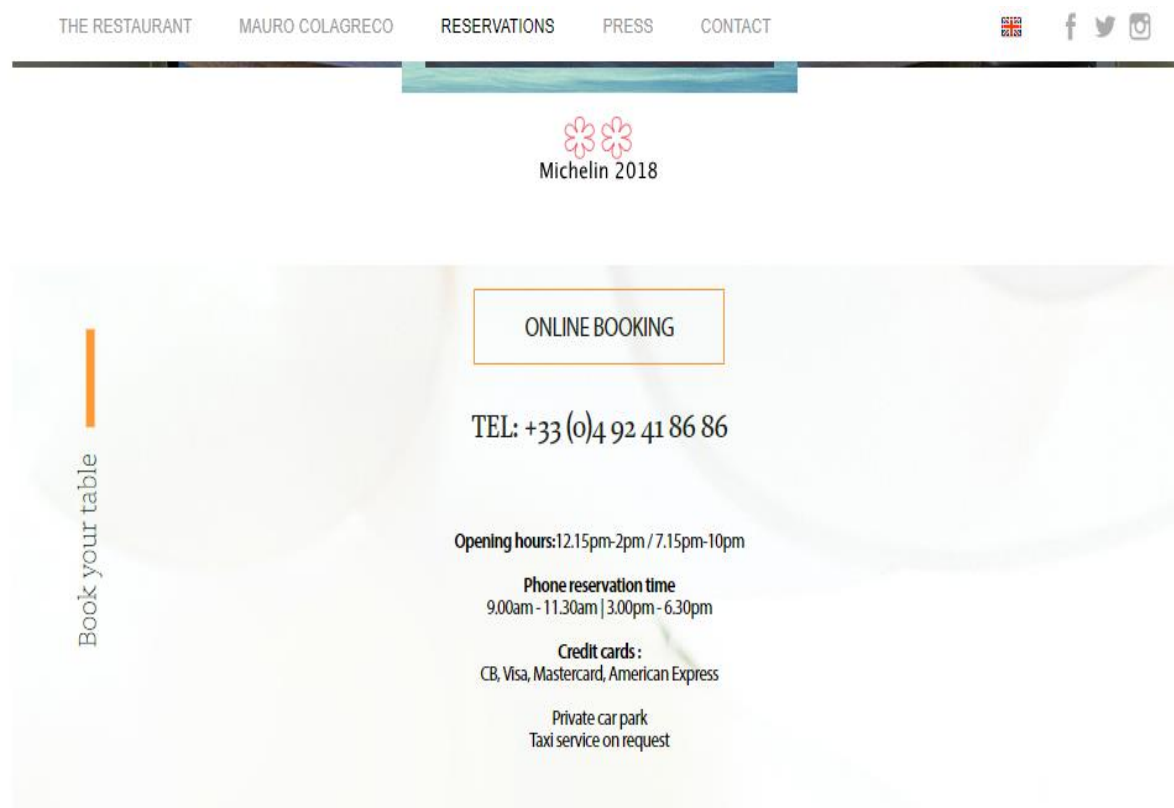 THE RESTAURANT MAURO COLAGRECO RESERVATIONS PRESS CONTACT
Michelin 2018
ONLINE BOOKING
TEL: +33 (0)4 92 41 86 86
Book your table
Opening hours:12.15pm-2pm / 7.15pm-10pm
Phone reservation time
9.00am - 11.30am | 3.00pm - 6.30pm
Credit cards :
CB, Visa, Mastercard, American Express
Private car park
Taxi service on request